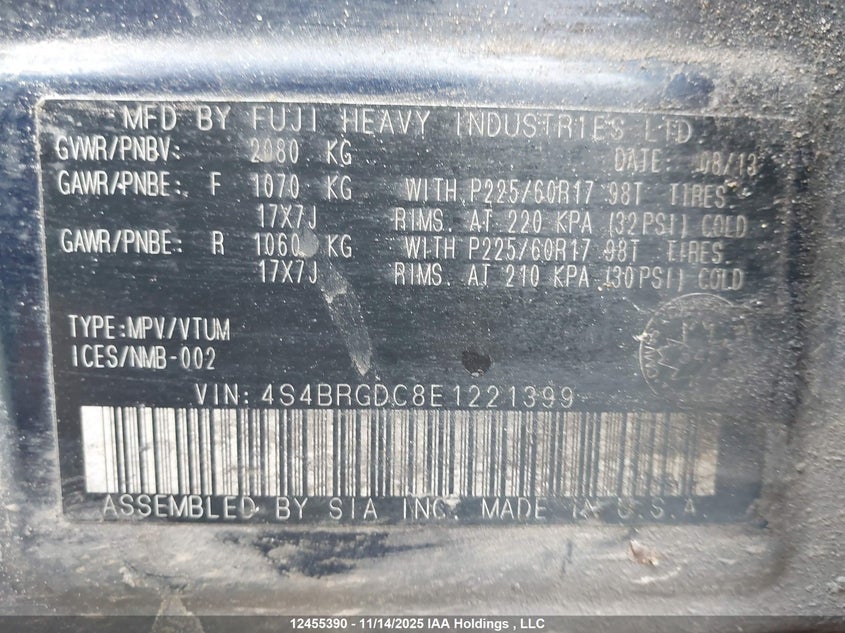 MFD BY FUJI HEAVY INDUSTRIES LTD
GVWR/PNBV: 2080 KG DATE: 08/13
GAWR/PNBE: F 1070 KG WITH P225/60R17 98T TIRES
17X7J RIMS. AT 220 KPA (32PSI) COLD
GAWR/PNBE: R 1060 KG WITH P225/60R17 98T TIRES
17X7J RIMS. AT 210 KPA (30PSI) COLD
TYPE:MPV/VTUM
ICES/NMB-002
VIN: 4S4BRGDC8E1221399
ASSEMBLED BY SIA INC. MADE IN U.S.A.
12455390 - 11/14/2025 IAA Holdings , LLC